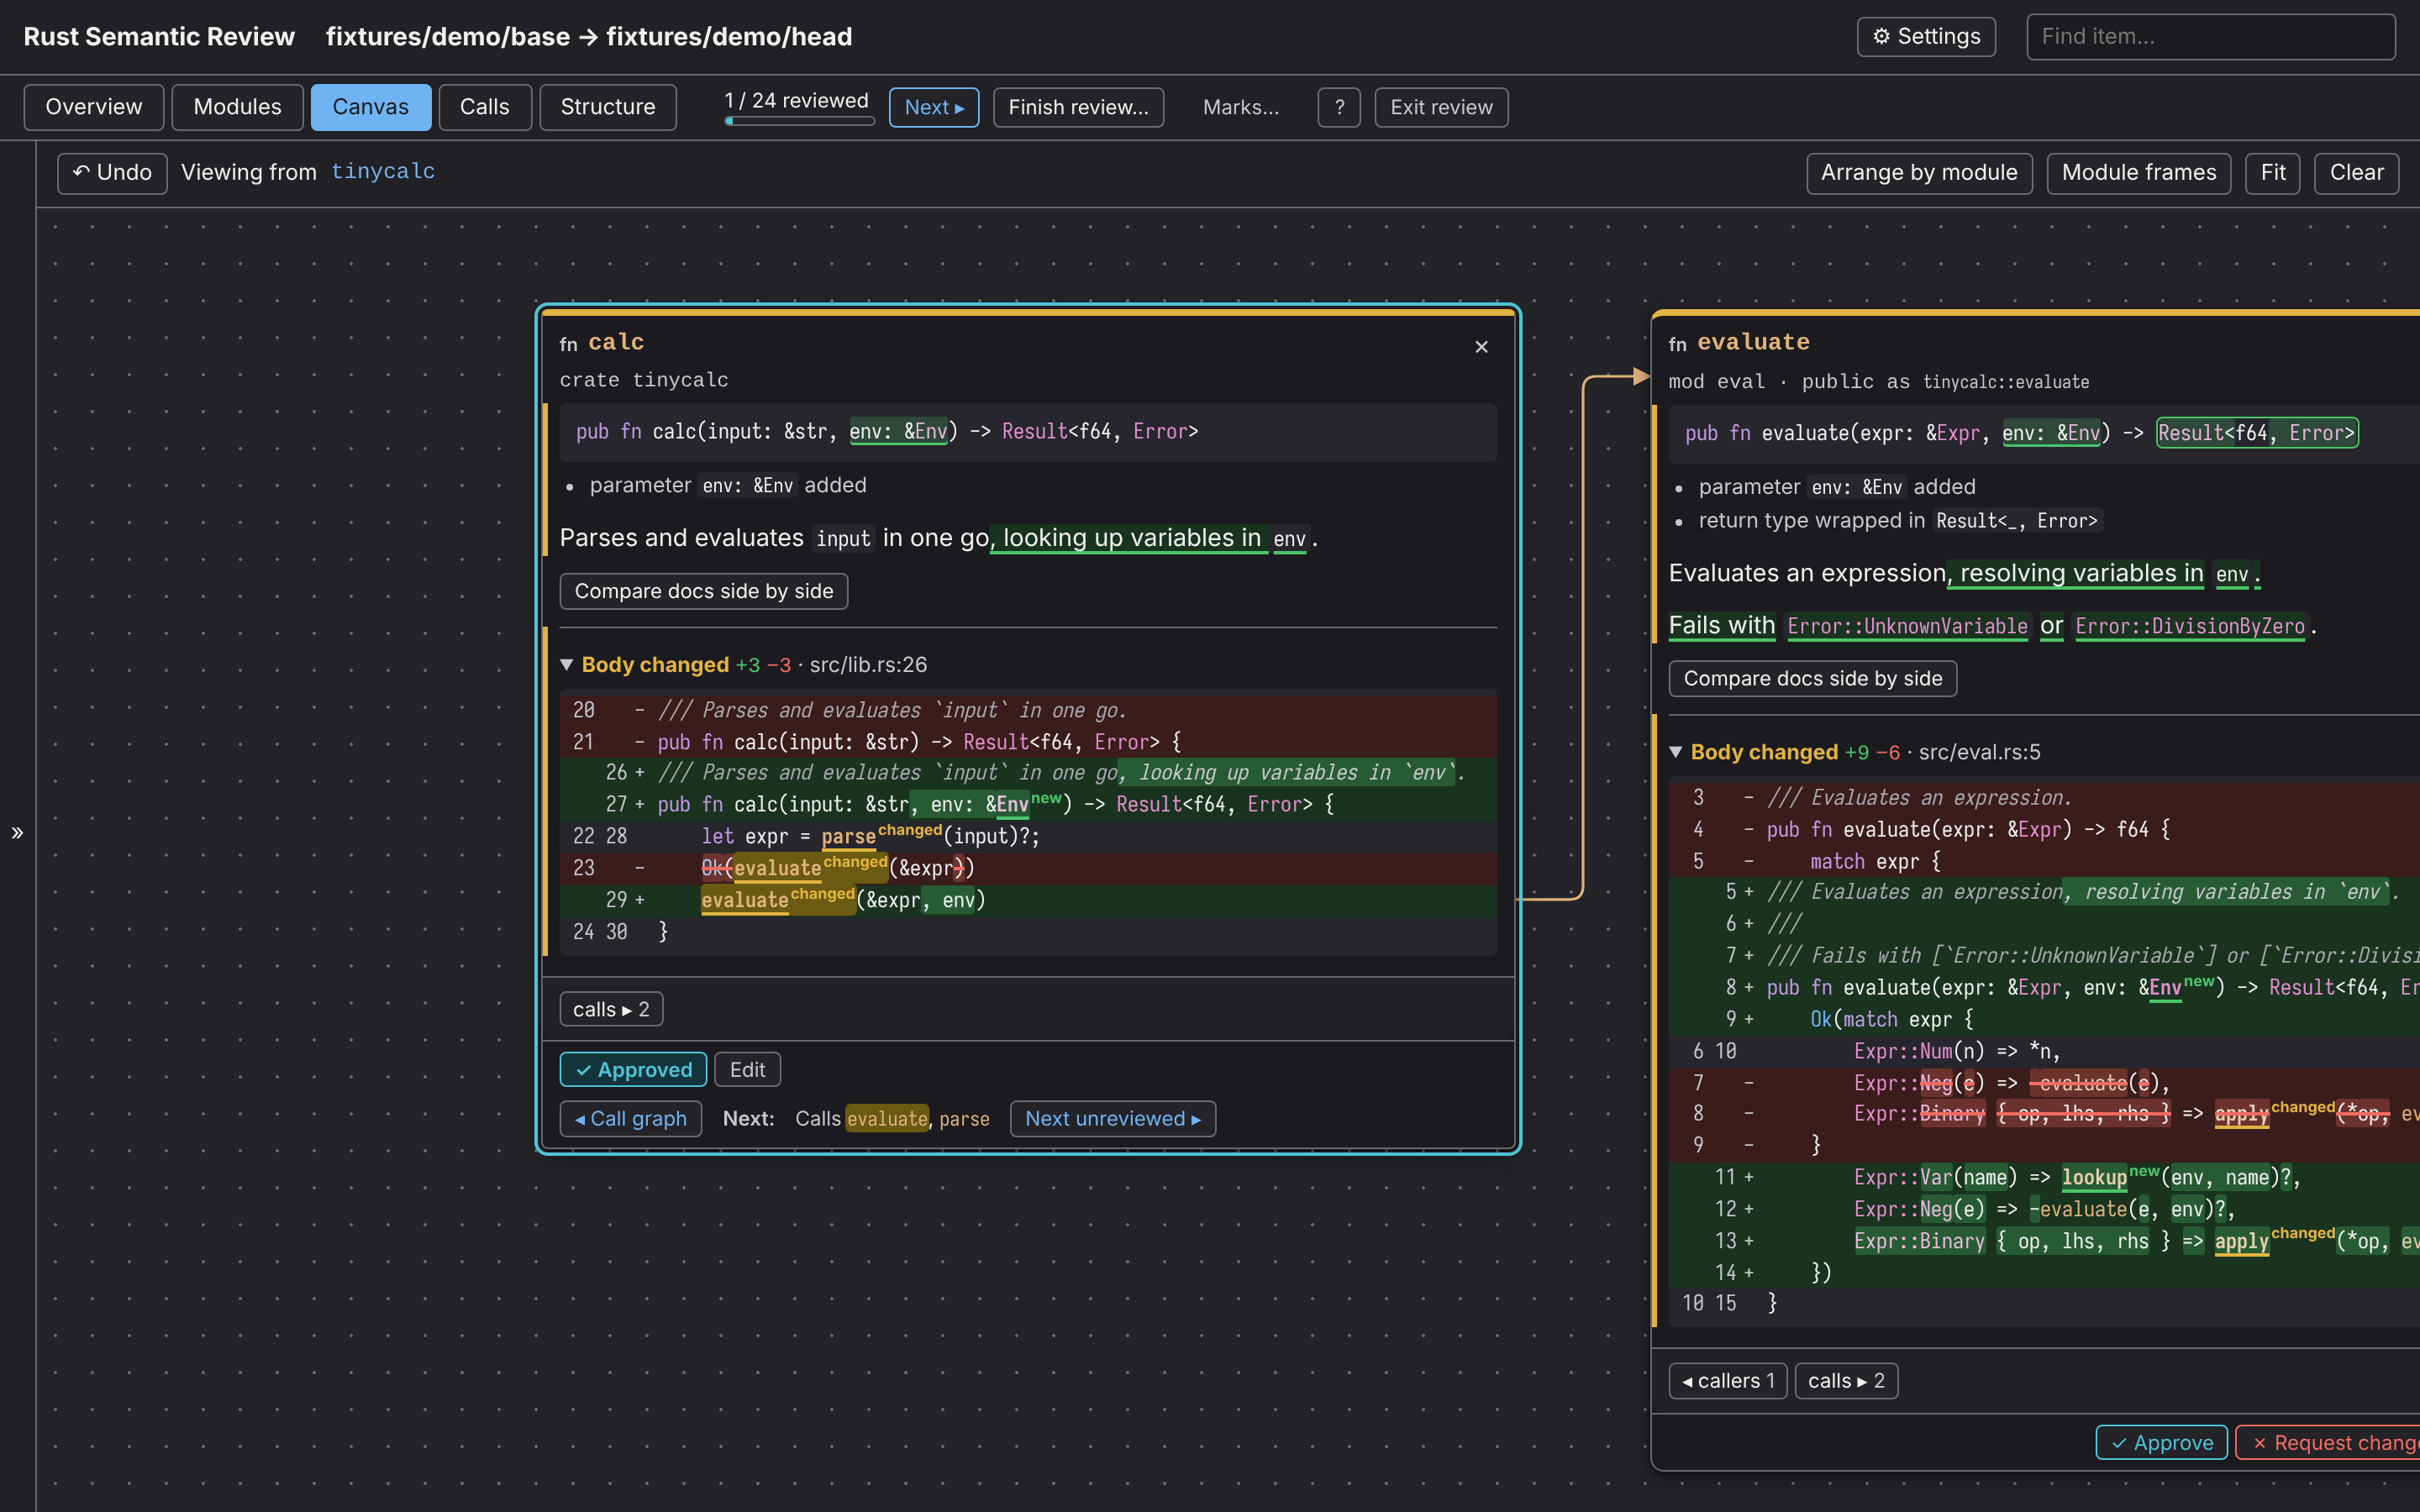 Rust Semantic Review fixtures/demo/base → fixtures/demo/head ⚙ Settings Find item...
Overview Modules Canvas Calls Structure 1 / 24 reviewed Next ▸ Finish review... Marks... ? Exit review
↶ Undo Viewing from tinycalc Arrange by module Module frames Fit Clear
»
fn calc ×
crate tinycalc
pub fn calc(input: &str, env: &Env) -> Result<f64, Error>
• parameter env: &Env added
Parses and evaluates input in one go, looking up variables in env.
Compare docs side by side
▼ Body changed +3 −3 · src/lib.rs:26
20 − /// Parses and evaluates `input` in one go.
21 − pub fn calc(input: &str) -> Result<f64, Error> {
26 + /// Parses and evaluates `input` in one go, looking up variables in `env`.
27 + pub fn calc(input: &str, env: &Env new) -> Result<f64, Error> {
22 28 let expr = parse changed(input)?;
23 − Ok(evaluate changed(&expr))
29 + evaluate changed(&expr, env)
24 30 }
calls ▸ 2
✓ Approved Edit
◂ Call graph Next: Calls evaluate, parse Next unreviewed ▸
fn evaluate
mod eval · public as tinycalc::evaluate
pub fn evaluate(expr: &Expr, env: &Env) -> Result<f64, Error>
• parameter env: &Env added
• return type wrapped in Result<_, Error>
Evaluates an expression, resolving variables in env.
Fails with Error::UnknownVariable or Error::DivisionByZero.
Compare docs side by side
▼ Body changed +9 −6 · src/eval.rs:5
3 − /// Evaluates an expression.
4 − pub fn evaluate(expr: &Expr) -> f64 {
5 − match expr {
5 + /// Evaluates an expression, resolving variables in `env`.
6 + ///
7 + /// Fails with [`Error::UnknownVariable`] or [`Error::Divisi
8 + pub fn evaluate(expr: &Expr, env: &Env new) -> Result<f64, Er
9 + Ok(match expr {
6 10 Expr::Num(n) => *n,
7 − Expr::Neg(e) => -evaluate(e),
8 − Expr::Binary { op, lhs, rhs } => apply changed(*op, ev
9 − }
11 + Expr::Var(name) => lookup new(env, name)?,
12 + Expr::Neg(e) => -evaluate(e, env)?,
13 + Expr::Binary { op, lhs, rhs } => apply changed(*op, ev
14 + })
10 15 }
◂ callers 1 calls ▸ 2
✓ Approve × Request chang